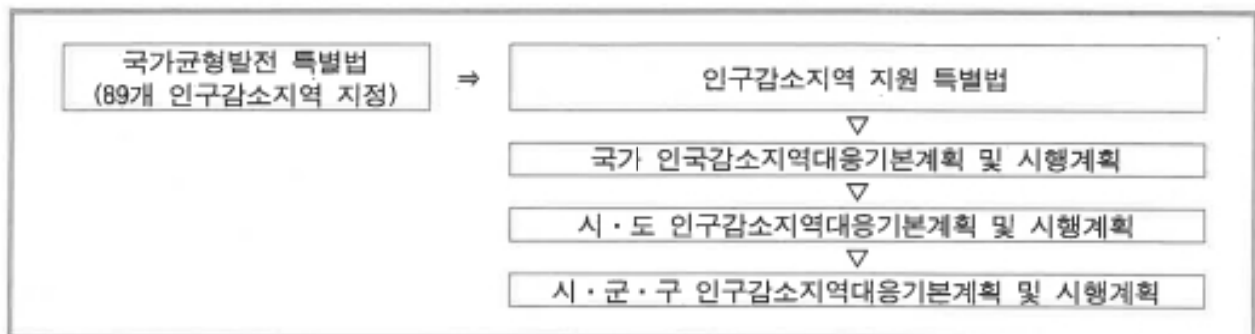 국가균형발전 특별법
(89개 인구감소지역 지정)
⇒
인구감소지역 지원 특별법
▽
국가 인국감소지역대응기본계획 및 시행계획
▽
시・도 인구감소지역대응기본계획 및 시행계획
▽
시・군・구 인구감소지역대응기본계획 및 시행계획